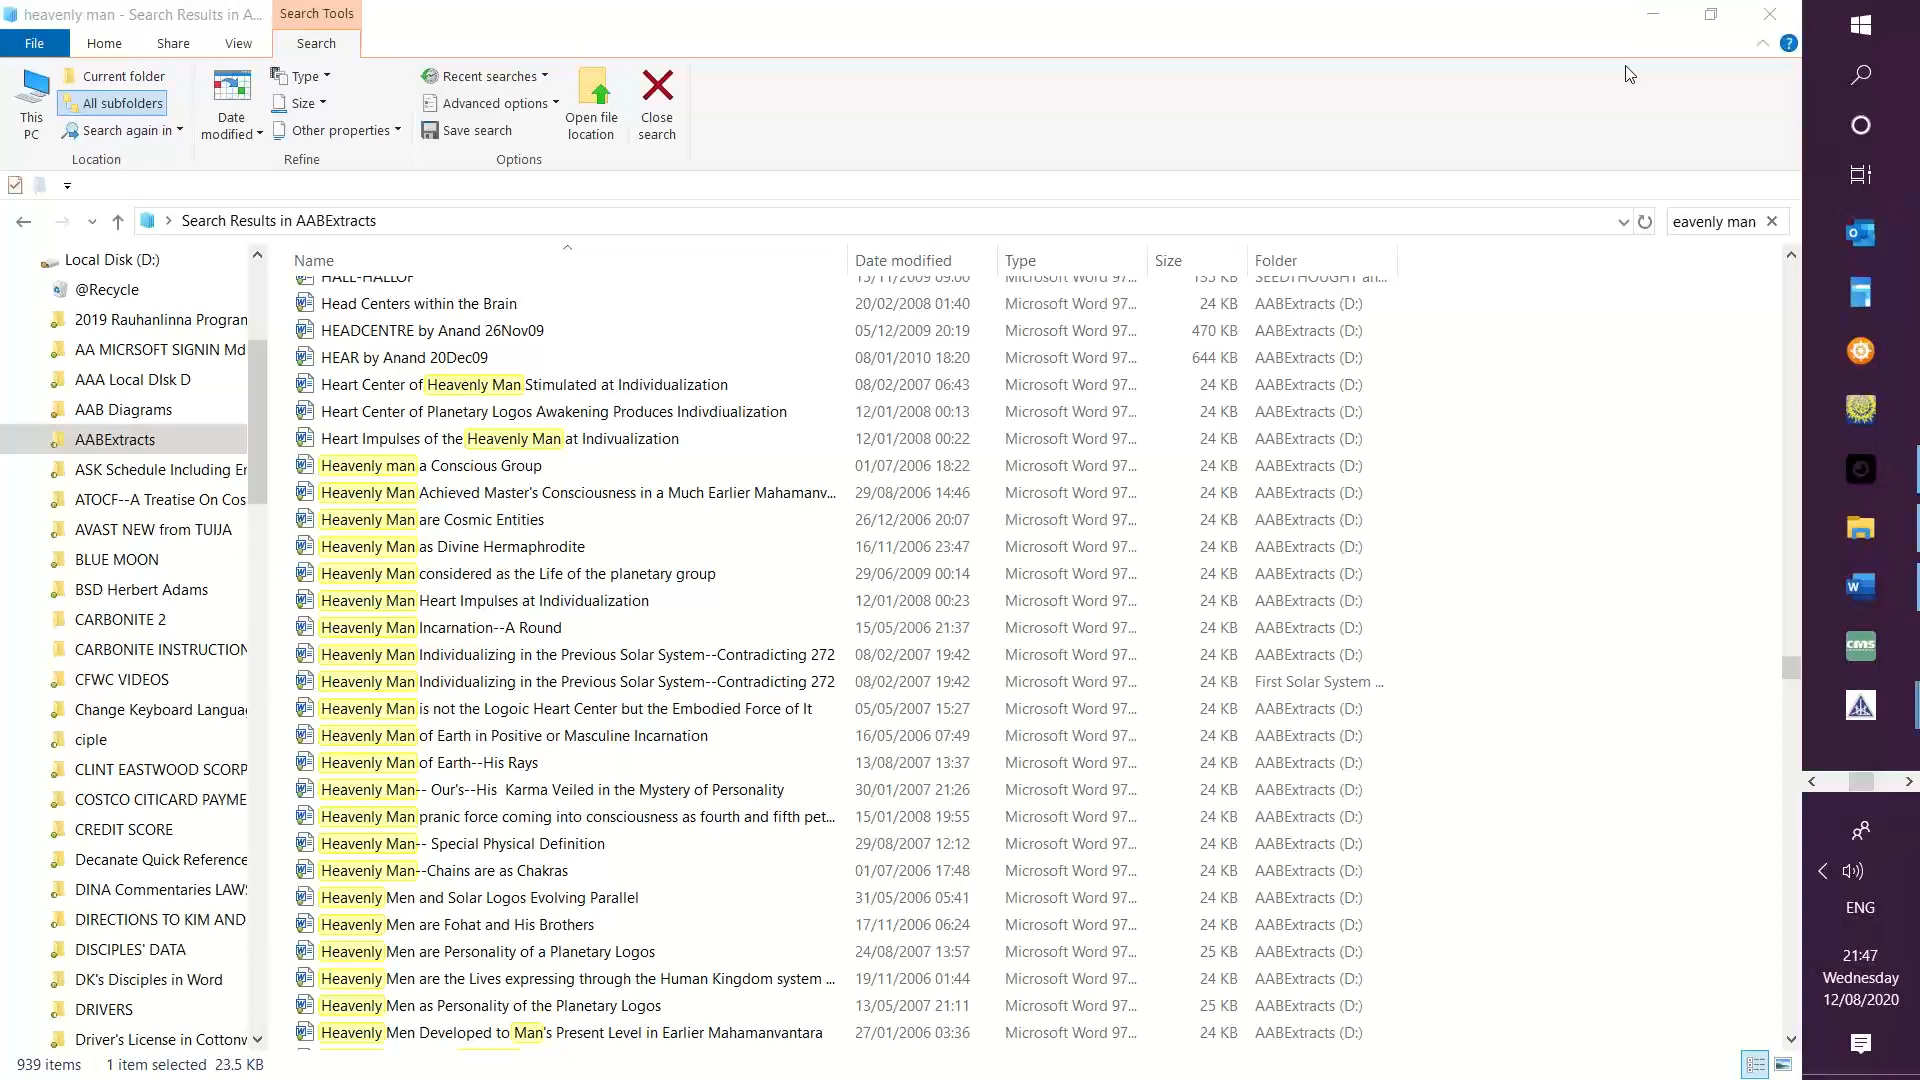 heavenly man - Search Results in A...
Search Tools
File
Home
Share
View
Search
This PC
Current folder
All subfolders
Search again in
Location
Date modified
Type
Size
Other properties
Refine
Recent searches
Advanced options
Save search
Open file location
Close search
Options
Search Results in AABExtracts
eavenly man
Local Disk (D:)
@Recycle
2019 Rauhanlinna Program
AA MICRSOFT SIGNIN Md
AAA Local DIsk D
AAB Diagrams
AABExtracts
ASK Schedule Including Er
ATOCF--A Treatise On Cos
AVAST NEW from TUIJA
BLUE MOON
BSD Herbert Adams
CARBONITE 2
CARBONITE INSTRUCTION
CFWC VIDEOS
Change Keyboard Langua
ciple
CLINT EASTWOOD SCORP
COSTCO CITICARD PAYME
CREDIT SCORE
Decanate Quick Reference
DINA Commentaries LAW
DIRECTIONS TO KIM AND
DISCIPLES' DATA
DK's Disciples in Word
DRIVERS
Driver's License in Cottonw
Name Date modified Type Size Folder
HALL-HALLOF 15/11/2009 09:00 Microsoft Word 97... 133 KB SEEDTHOUGHT an...
Head Centers within the Brain 20/02/2008 01:40 Microsoft Word 97... 24 KB AABExtracts (D:)
HEADCENTRE by Anand 26Nov09 05/12/2009 20:19 Microsoft Word 97... 470 KB AABExtracts (D:)
HEAR by Anand 20Dec09 08/01/2010 18:20 Microsoft Word 97... 644 KB AABExtracts (D:)
Heart Center of Heavenly Man Stimulated at Individualization 08/02/2007 06:43 Microsoft Word 97... 24 KB AABExtracts (D:)
Heart Center of Planetary Logos Awakening Produces Indivdiualization 12/01/2008 00:13 Microsoft Word 97... 24 KB AABExtracts (D:)
Heart Impulses of the Heavenly Man at Indivualization 12/01/2008 00:22 Microsoft Word 97... 24 KB AABExtracts (D:)
Heavenly man a Conscious Group 01/07/2006 18:22 Microsoft Word 97... 24 KB AABExtracts (D:)
Heavenly Man Achieved Master's Consciousness in a Much Earlier Mahamanv... 29/08/2006 14:46 Microsoft Word 97... 24 KB AABExtracts (D:)
Heavenly Man are Cosmic Entities 26/12/2006 20:07 Microsoft Word 97... 24 KB AABExtracts (D:)
Heavenly Man as Divine Hermaphrodite 16/11/2006 23:47 Microsoft Word 97... 24 KB AABExtracts (D:)
Heavenly Man considered as the Life of the planetary group 29/06/2009 00:14 Microsoft Word 97... 24 KB AABExtracts (D:)
Heavenly Man Heart Impulses at Individualization 12/01/2008 00:23 Microsoft Word 97... 24 KB AABExtracts (D:)
Heavenly Man Incarnation--A Round 15/05/2006 21:37 Microsoft Word 97... 24 KB AABExtracts (D:)
Heavenly Man Individualizing in the Previous Solar System--Contradicting 272 08/02/2007 19:42 Microsoft Word 97... 24 KB AABExtracts (D:)
Heavenly Man Individualizing in the Previous Solar System--Contradicting 272 08/02/2007 19:42 Microsoft Word 97... 24 KB First Solar System ...
Heavenly Man is not the Logoic Heart Center but the Embodied Force of It 05/05/2007 15:27 Microsoft Word 97... 24 KB AABExtracts (D:)
Heavenly Man of Earth in Positive or Masculine Incarnation 16/05/2006 07:49 Microsoft Word 97... 24 KB AABExtracts (D:)
Heavenly Man of Earth--His Rays 13/08/2007 13:37 Microsoft Word 97... 24 KB AABExtracts (D:)
Heavenly Man-- Our's--His Karma Veiled in the Mystery of Personality 30/01/2007 21:26 Microsoft Word 97... 24 KB AABExtracts (D:)
Heavenly Man pranic force coming into consciousness as fourth and fifth pet... 15/01/2008 19:55 Microsoft Word 97... 24 KB AABExtracts (D:)
Heavenly Man-- Special Physical Definition 29/08/2007 12:12 Microsoft Word 97... 24 KB AABExtracts (D:)
Heavenly Man--Chains are as Chakras 01/07/2006 17:48 Microsoft Word 97... 24 KB AABExtracts (D:)
Heavenly Men and Solar Logos Evolving Parallel 31/05/2006 05:41 Microsoft Word 97... 24 KB AABExtracts (D:)
Heavenly Men are Fohat and His Brothers 17/11/2006 06:24 Microsoft Word 97... 24 KB AABExtracts (D:)
Heavenly Men are Personality of a Planetary Logos 24/08/2007 13:57 Microsoft Word 97... 25 KB AABExtracts (D:)
Heavenly Men are the Lives expressing through the Human Kingdom system ... 19/11/2006 01:44 Microsoft Word 97... 24 KB AABExtracts (D:)
Heavenly Men as Personality of the Planetary Logos 13/05/2007 21:11 Microsoft Word 97... 25 KB AABExtracts (D:)
Heavenly Men Developed to Man's Present Level in Earlier Mahamanvantara 27/01/2006 03:36 Microsoft Word 97... 24 KB AABExtracts (D:)
939 items 1 item selected 23.5 KB
cms
ENG
21:47
Wednesday
12/08/2020